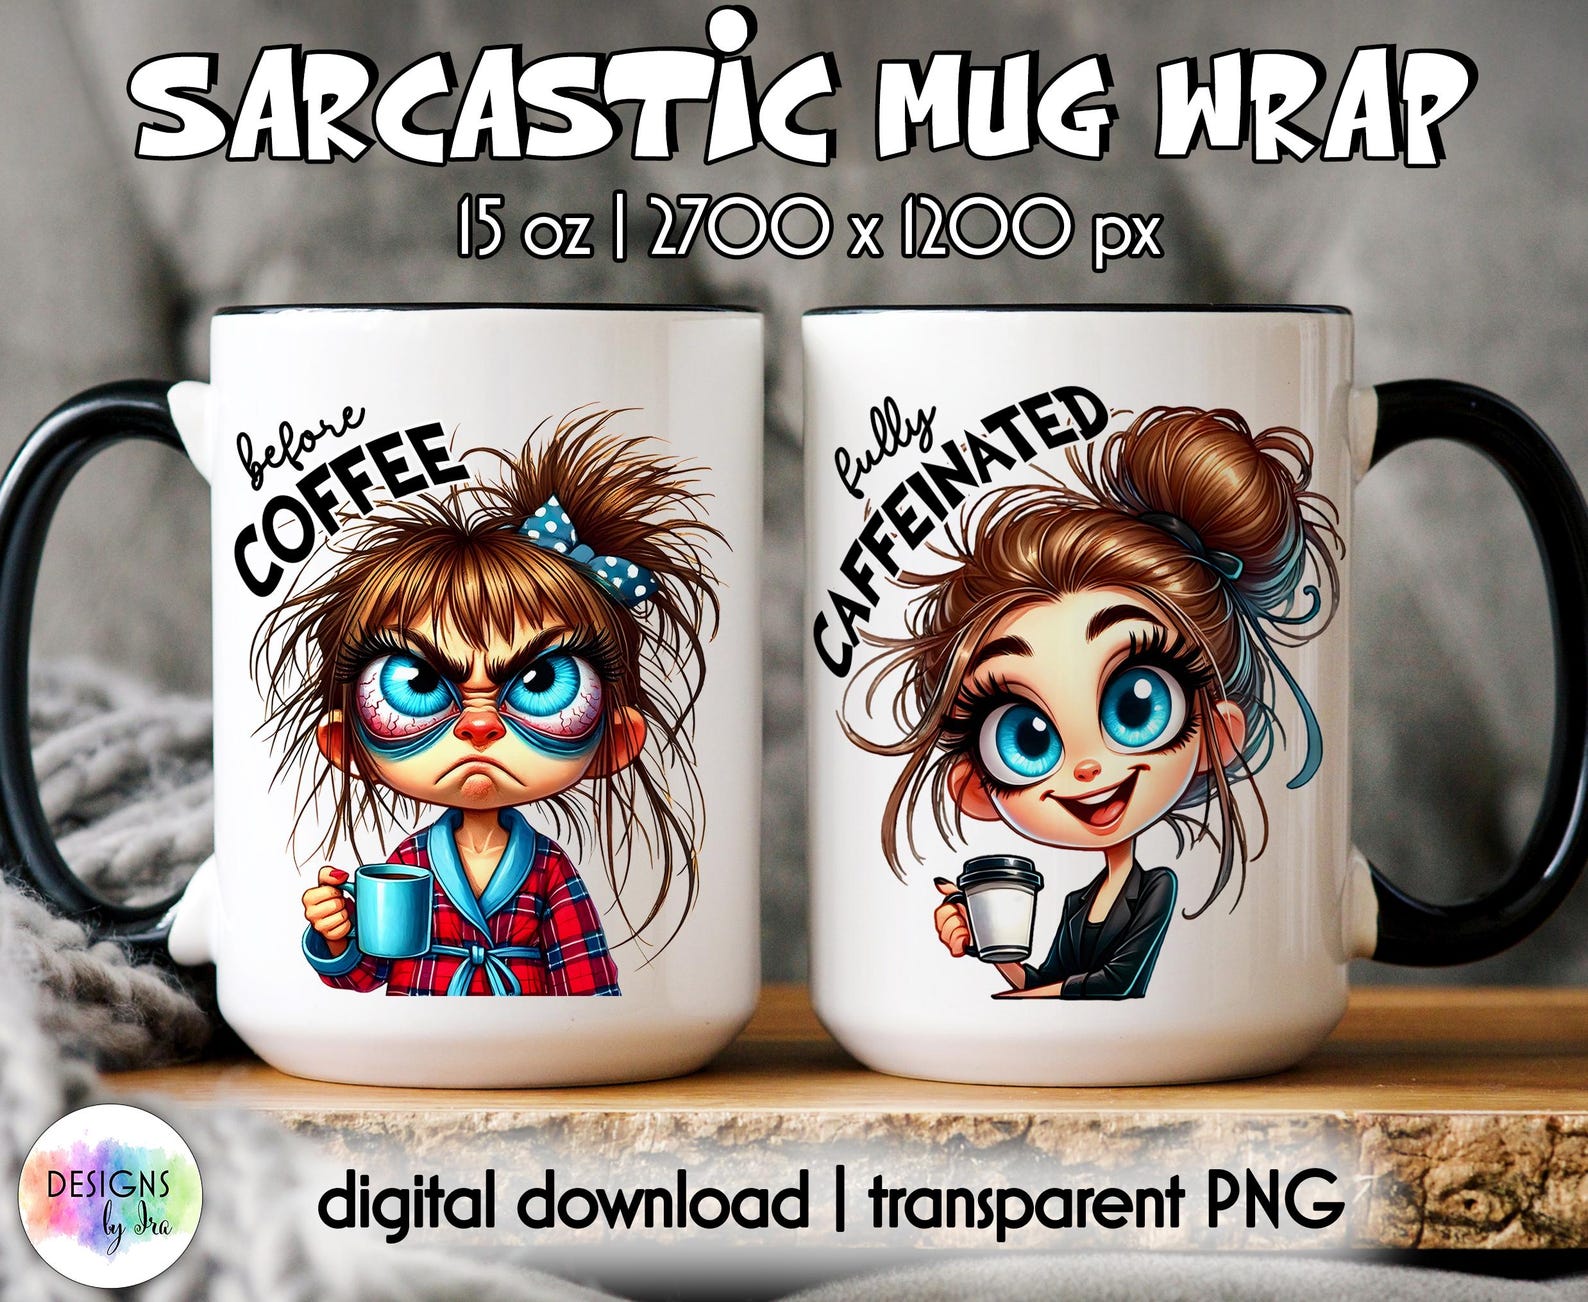 SARCASTIC MUG WRAP
15 oz | 2700 x 1200 px
before
COFFEE
fully
CAFFEINATED
DESIGNS
by Ira
digital download | transparent PNG